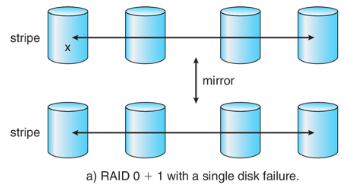 stripe
x
mirror
stripe
a) RAID 0 + 1 with a single disk failure.